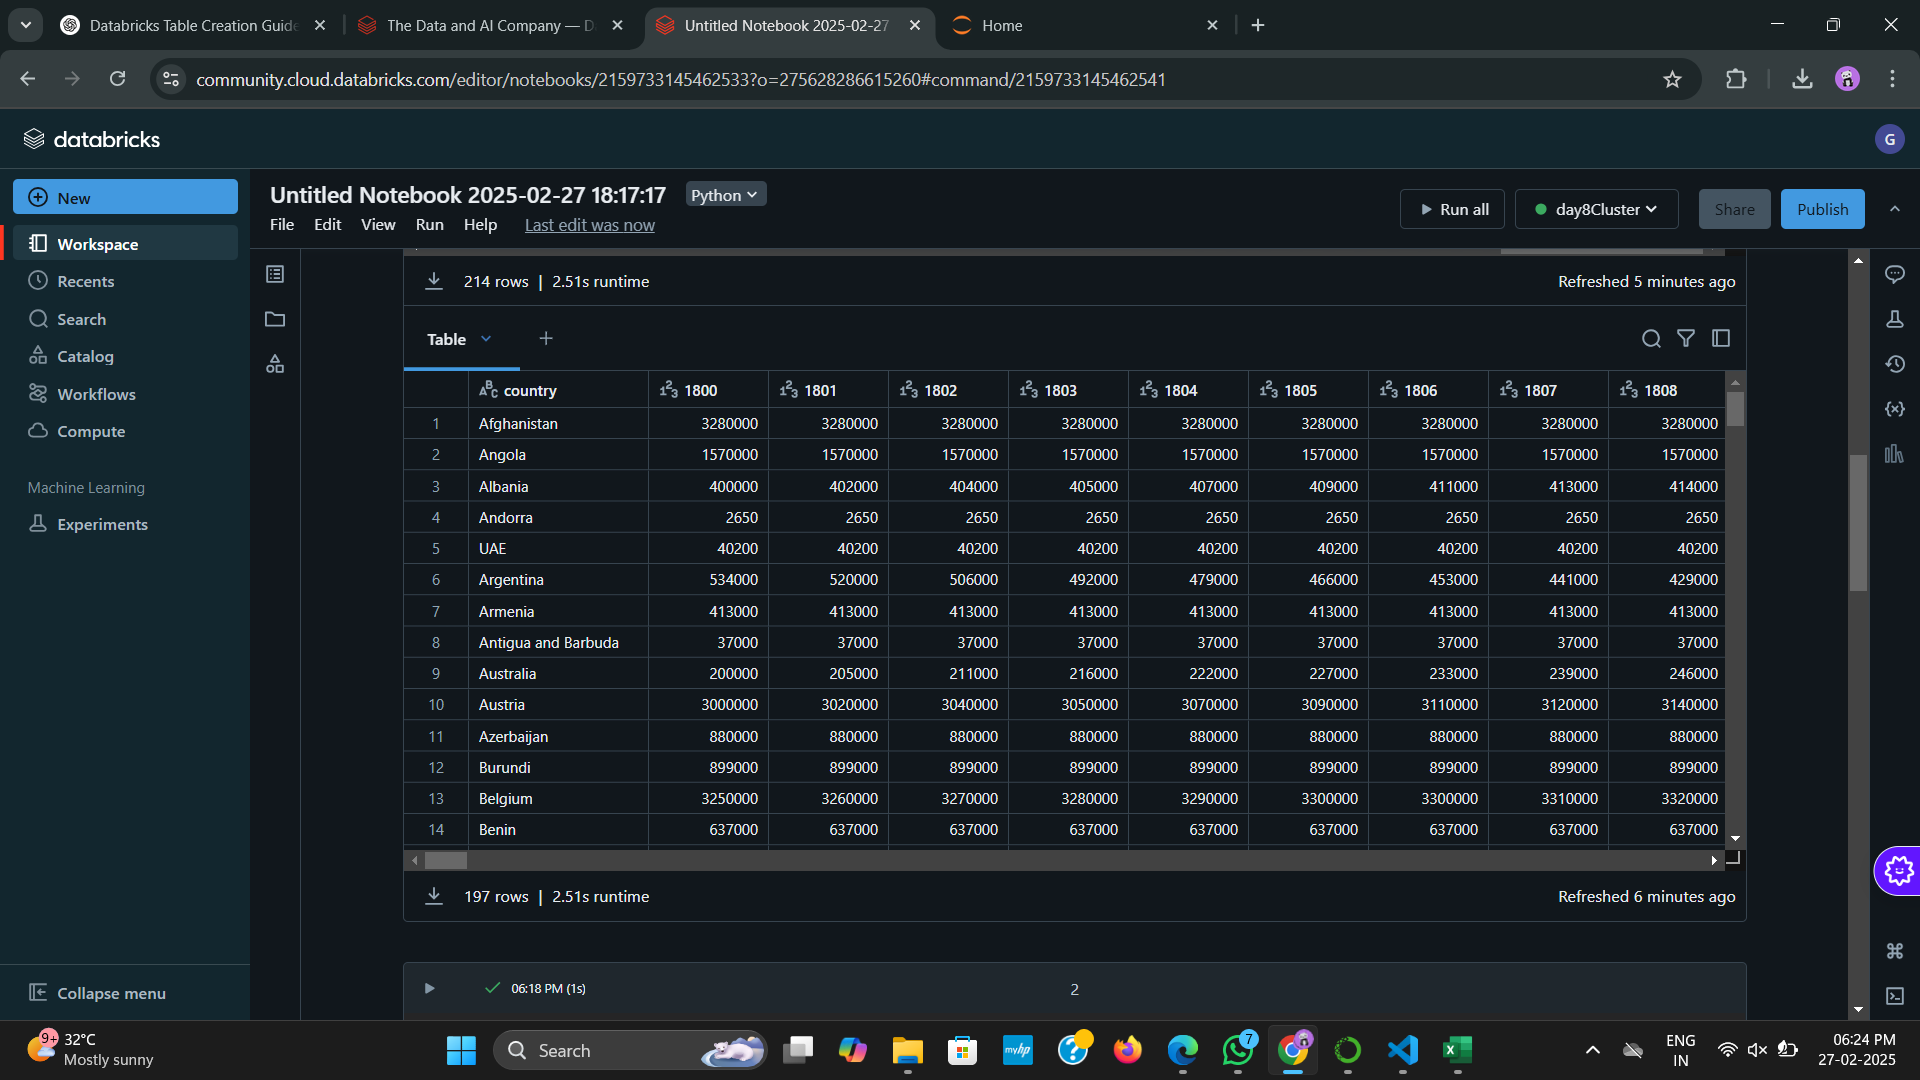 Databricks Table Creation Guide
The Data and AI Company — D
Untitled Notebook 2025-02-27
Home
community.cloud.databricks.com/editor/notebooks/2159733145462533?o=275628286615260#command/2159733145462541
databricks
G
New
Workspace
Recents
Search
Catalog
Workflows
Compute
Machine Learning
Experiments
Collapse menu
Untitled Notebook 2025-02-27 18:17:17 Python
File Edit View Run Help Last edit was now
Run all day8Cluster Share Publish
214 rows | 2.51s runtime Refreshed 5 minutes ago
Table +
country 1800 1801 1802 1803 1804 1805 1806 1807 1808
1 Afghanistan 3280000 3280000 3280000 3280000 3280000 3280000 3280000 3280000 3280000
2 Angola 1570000 1570000 1570000 1570000 1570000 1570000 1570000 1570000 1570000
3 Albania 400000 402000 404000 405000 407000 409000 411000 413000 414000
4 Andorra 2650 2650 2650 2650 2650 2650 2650 2650 2650
5 UAE 40200 40200 40200 40200 40200 40200 40200 40200 40200
6 Argentina 534000 520000 506000 492000 479000 466000 453000 441000 429000
7 Armenia 413000 413000 413000 413000 413000 413000 413000 413000 413000
8 Antigua and Barbuda 37000 37000 37000 37000 37000 37000 37000 37000 37000
9 Australia 200000 205000 211000 216000 222000 227000 233000 239000 246000
10 Austria 3000000 3020000 3040000 3050000 3070000 3090000 3110000 3120000 3140000
11 Azerbaijan 880000 880000 880000 880000 880000 880000 880000 880000 880000
12 Burundi 899000 899000 899000 899000 899000 899000 899000 899000 899000
13 Belgium 3250000 3260000 3270000 3280000 3290000 3300000 3300000 3310000 3320000
14 Benin 637000 637000 637000 637000 637000 637000 637000 637000 637000
197 rows | 2.51s runtime Refreshed 6 minutes ago
06:18 PM (1s) 2
9+
32°C
Mostly sunny
Search
myhp
7
ENG
IN
06:24 PM
27-02-2025